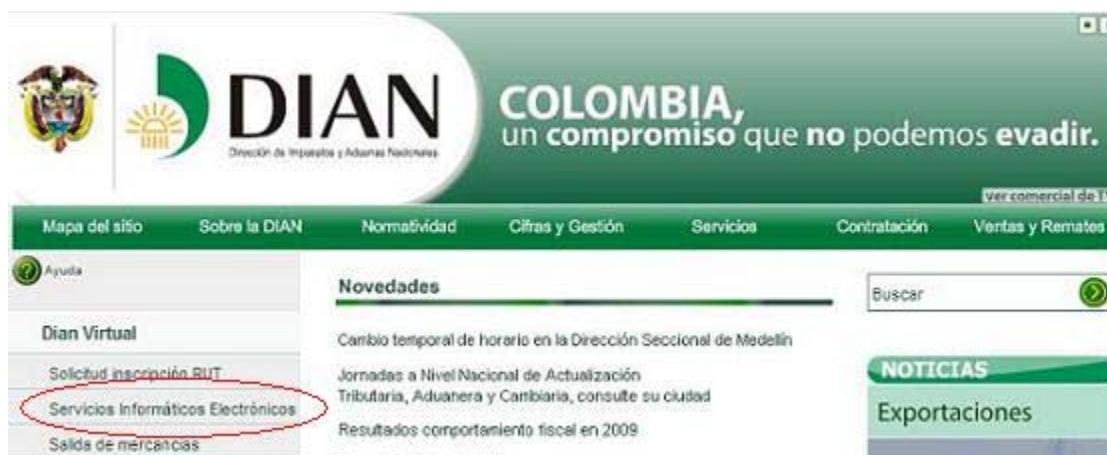 DIAN
Dirección de Impuestos y Aduanas Nacionales
COLOMBIA,
un compromiso que no podemos evadir.
Ver comercial de
Mapa del sitio Sobre la DIAN Normatividad Cifras y Gestión Servicios Contratación Ventas y Remates
Ayuda
Dian Virtual
Solicitud inscripción RUT
Servicios Informáticos Electrónicos
Salida de mercancías
Novedades
Cambio temporal de horario en la Dirección Seccional de Medellín
Jornadas a Nivel Nacional de Actualización
Tributaria, Aduanera y Cambiaria, consulte su ciudad
Resultados comportamiento fiscal en 2009
Buscar
NOTICIAS
Exportaciones